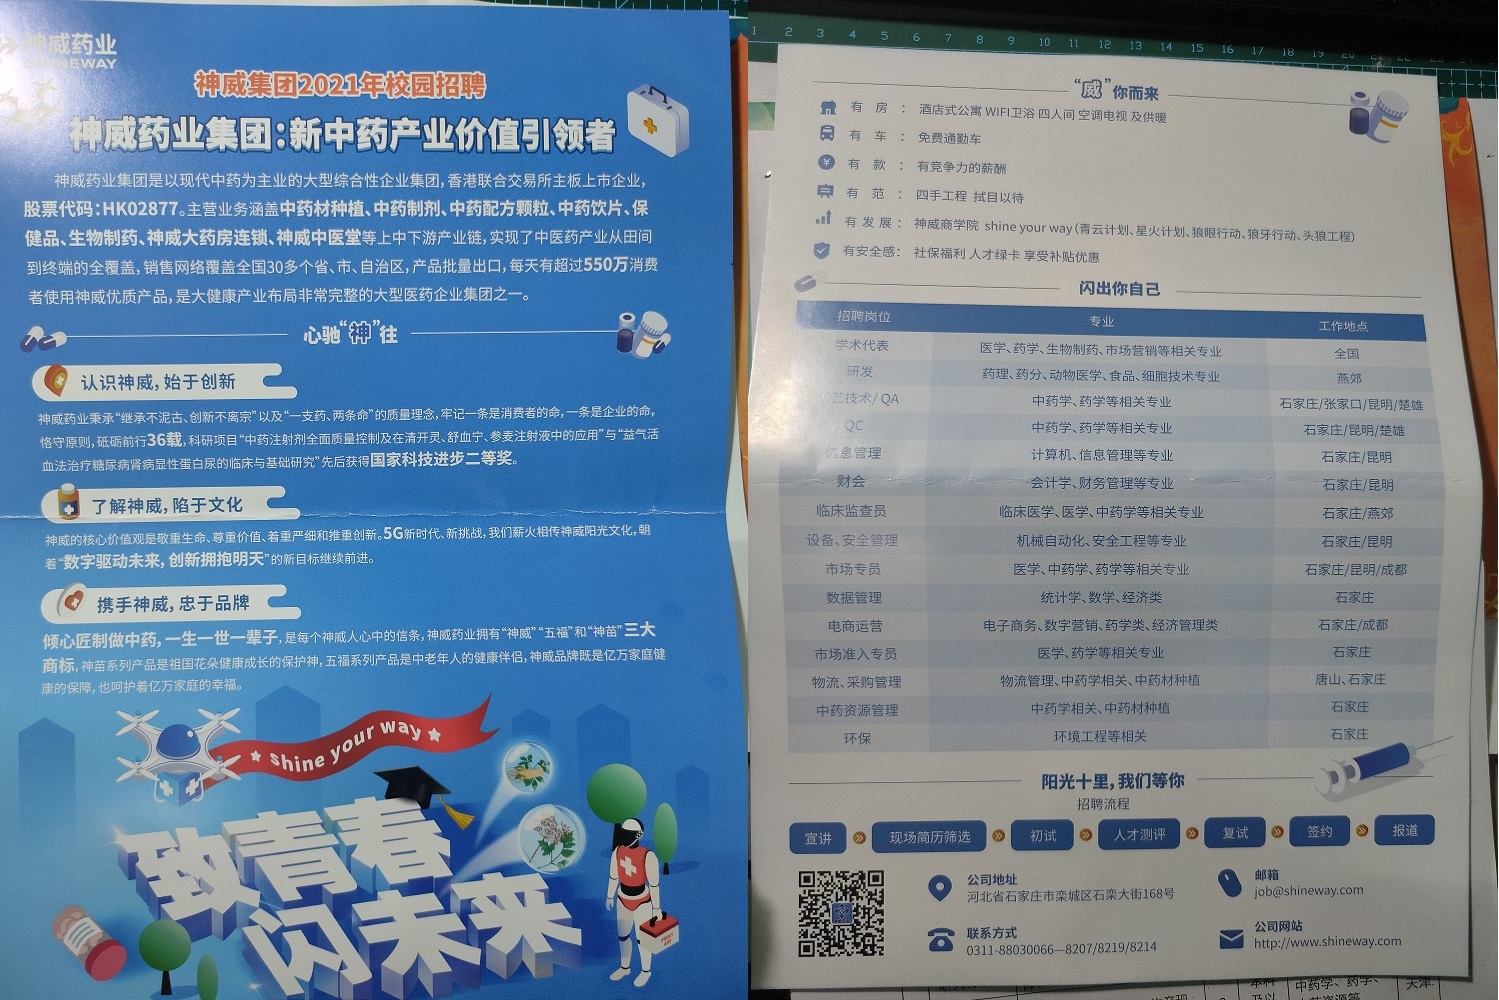 神威药业
SHINEWAY
神威集团2021年校园招聘
神威药业集团:新中药产业价值引领者
神威药业集团是以现代中药为主业的大型综合性企业集团,香港联合交易所主板上市企业,
股票代码:HK02877。主营业务涵盖中药材种植、中药制剂、中药配方颗粒、中药饮片、保
健品、生物制药、神威大药房连锁、神威中医堂等上中下游产业链,实现了中医药产业从田间
到终端的全覆盖,销售网络覆盖全国30多个省、市、自治区,产品批量出口,每天有超过550万消费
者使用神威优质产品,是大健康产业布局非常完整的大型医药企业集团之一。
心驰“神”往
认识神威,始于创新
神威药业秉承“继承不泥古、创新不离宗”以及“一支药、两条命”的质量理念,牢记一条是消费者的命,一条是企业的命,
恪守原则,砥砺前行36载,科研项目“中药注射剂全面质量控制及在清开灵、舒血宁、参麦注射液中的应用”与“益气活
血法治疗糖尿病肾病显性蛋白尿的临床与基础研究”先后获得国家科技进步二等奖。
了解神威,陷于文化
神威的核心价值观是敬重生命、尊重价值、着重严细和推重创新。5G新时代、新挑战,我们薪火相传神威阳光文化,朝
着“数字驱动未来,创新拥抱明天”的新目标继续前进。
携手神威,忠于品牌
倾心匠制做中药,一生一世一辈子,是每个神威人心中的信条,神威药业拥有“神威”“五福”和“神苗”三大
商标,神苗系列产品是祖国花朵健康成长的保护神,五福系列产品是中老年人的健康伴侣,神威品牌既是亿万家庭健
康的保障,也呵护着亿万家庭的幸福。
shine your way
致青春
闪未来
FIRST AID
“威”你而来
有房: 酒店式公寓 WIFI卫浴 四人间 空调电视 及供暖
有车: 免费通勤车
有款: 有竞争力的薪酬
有范: 四手工程 拭目以待
有发展: 神威商学院 shine your way(青云计划、星火计划、狼眼行动、狼牙行动、头狼工程)
有安全感: 社保福利 人才绿卡 享受补贴优惠
闪出你自己
招聘岗位 专业 工作地点
学术代表 医学、药学、生物制药、市场营销等相关专业 全国
研发 药理、药分、动物医学、食品、细胞技术专业 燕郊
艺技术/QA 中药学、药学等相关专业 石家庄/张家口/昆明/楚雄
QC 中药学、药学等相关专业 石家庄/昆明/楚雄
信息管理 计算机、信息管理等专业 石家庄/昆明
财会 会计学、财务管理等专业 石家庄/昆明
临床监查员 临床医学、医学、中药学等相关专业 石家庄/燕郊
设备、安全管理 机械自动化、安全工程等专业 石家庄/昆明
市场专员 医学、中药学、药学等相关专业 石家庄/昆明/成都
数据管理 统计学、数学、经济类 石家庄
电商运营 电子商务、数字营销、药学类、经济管理类 石家庄/成都
市场准入专员 医学、药学等相关专业 石家庄
物流、采购管理 物流管理、中药学相关、中药材种植 唐山、石家庄
中药资源管理 中药学相关、中药材种植 石家庄
环保 环境工程等相关 石家庄
阳光十里,我们等你
招聘流程
宣讲 现场简历筛选 初试 人才测评 复试 签约 报道
公司地址
河北省石家庄市栾城区石栾大街168号
邮箱
job@shineway.com
联系方式
0311-88030066—8207/8219/8214
公司网站
http://www.shineway.com
中药学、药学、
天津